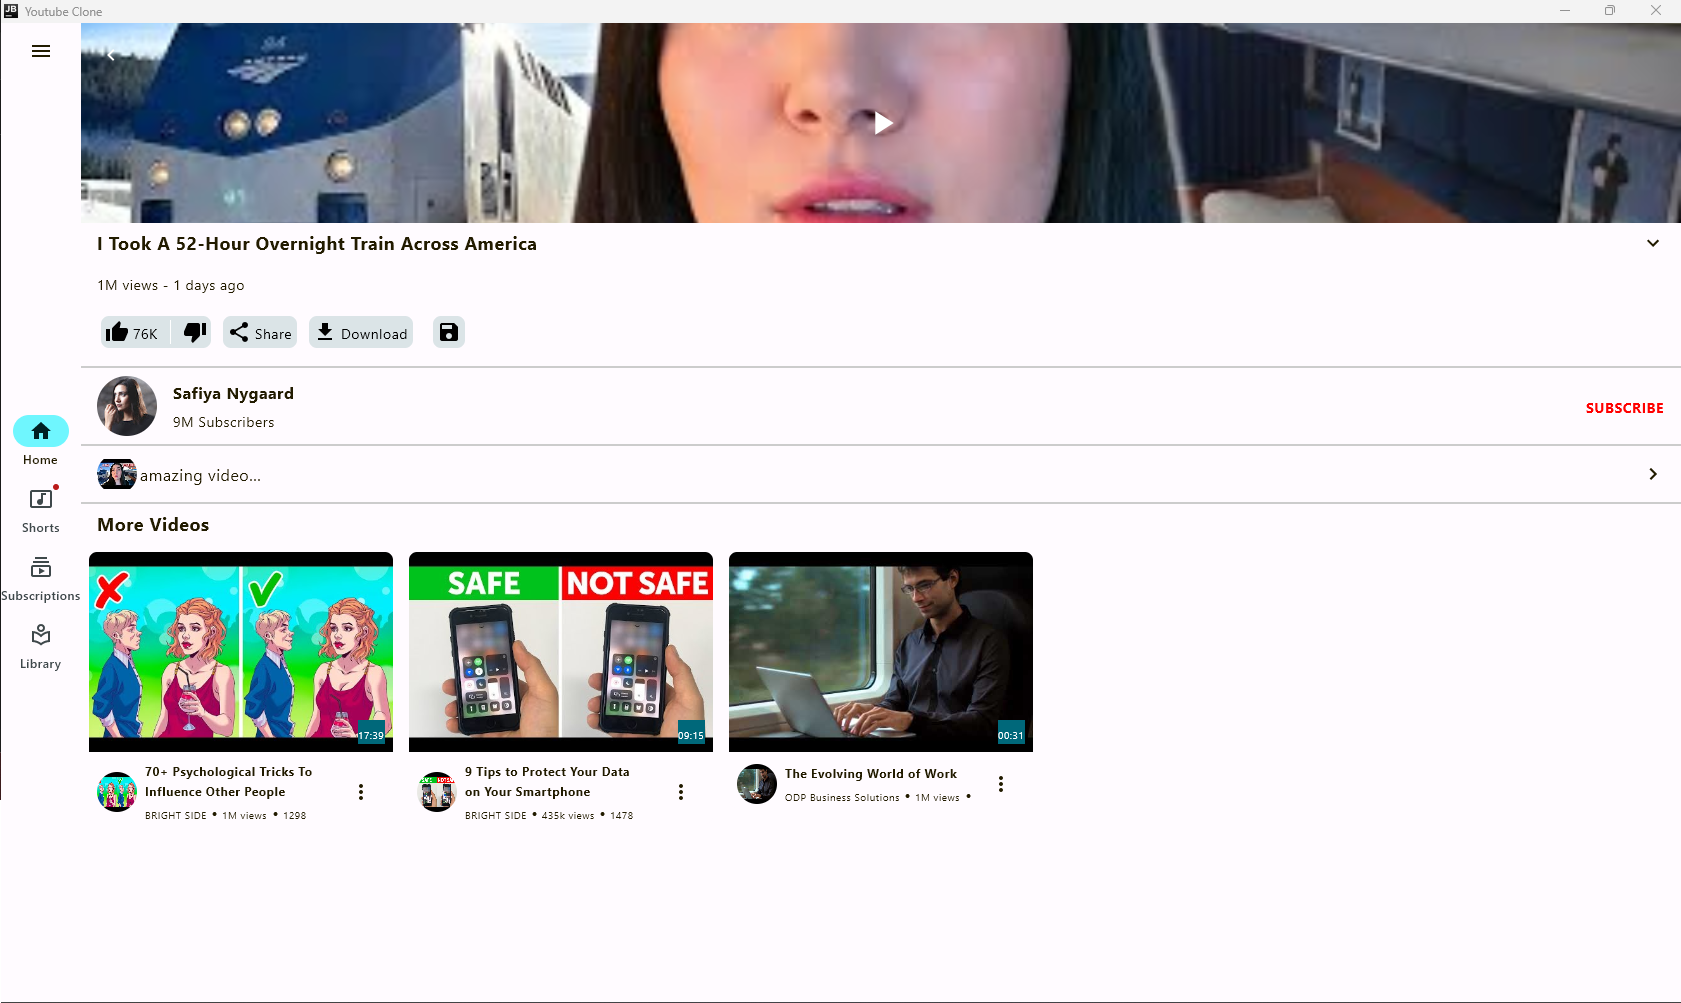 JB
Youtube Clone
I Took A 52-Hour Overnight Train Across America
1M views - 1 days ago
76K
Share
Download
Safiya Nygaard
9M Subscribers
SUBSCRIBE
amazing video...
Home
Shorts
Subscriptions
Library
More Videos
17:39
70+ Psychological Tricks To
Influence Other People
BRIGHT SIDE • 1M views • 1298
SAFE
NOT SAFE
09:15
9 Tips to Protect Your Data
on Your Smartphone
BRIGHT SIDE • 435k views • 1478
00:31
The Evolving World of Work
ODP Business Solutions • 1M views •